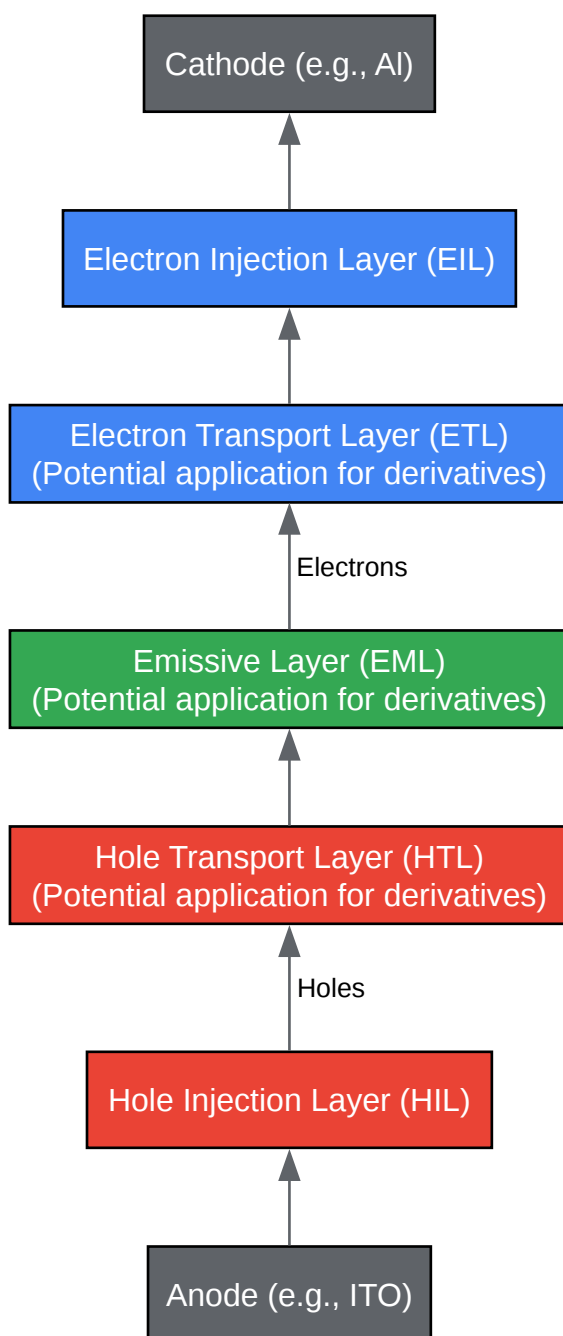 Cathode (e.g., Al)
Electron Injection Layer (EIL)
Electron Transport Layer (ETL)
(Potential application for derivatives)
Electrons
Emissive Layer (EML)
(Potential application for derivatives)
Hole Transport Layer (HTL)
(Potential application for derivatives)
Holes
Hole Injection Layer (HIL)
Anode (e.g., ITO)